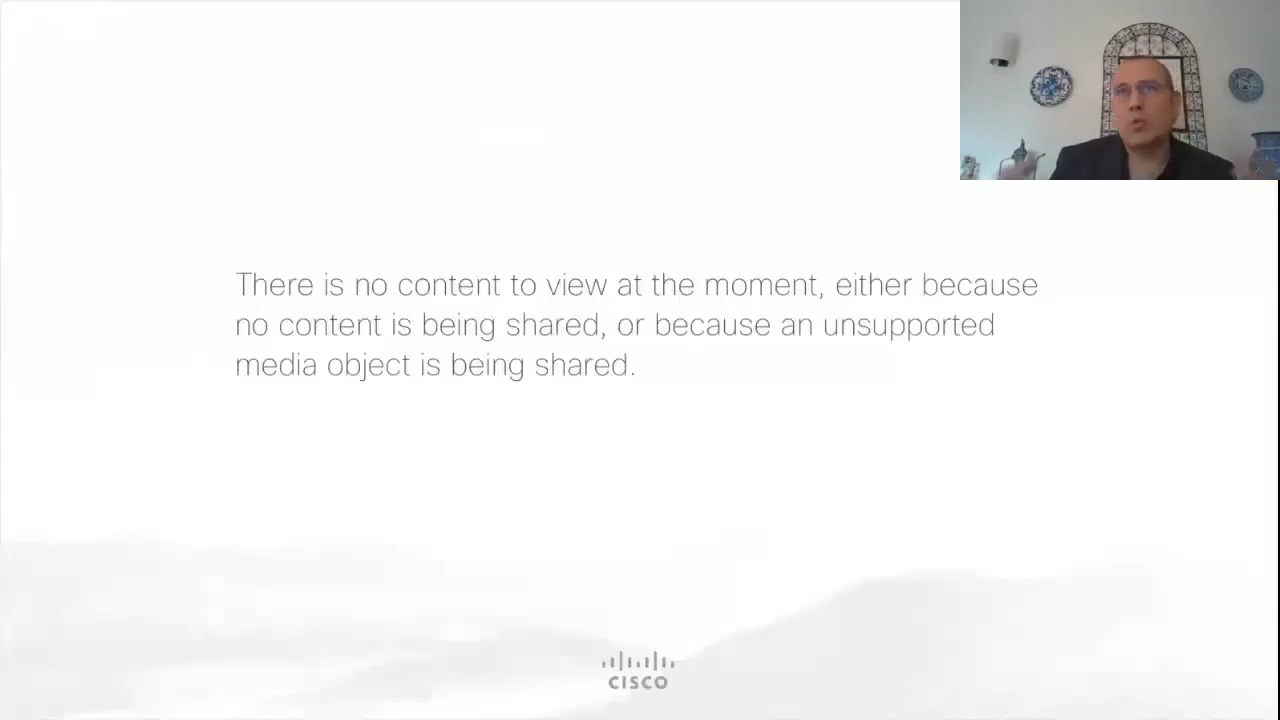 There is no content to view at the moment, either because
no content is being shared, or because an unsupported
media object is being shared.
CISCO